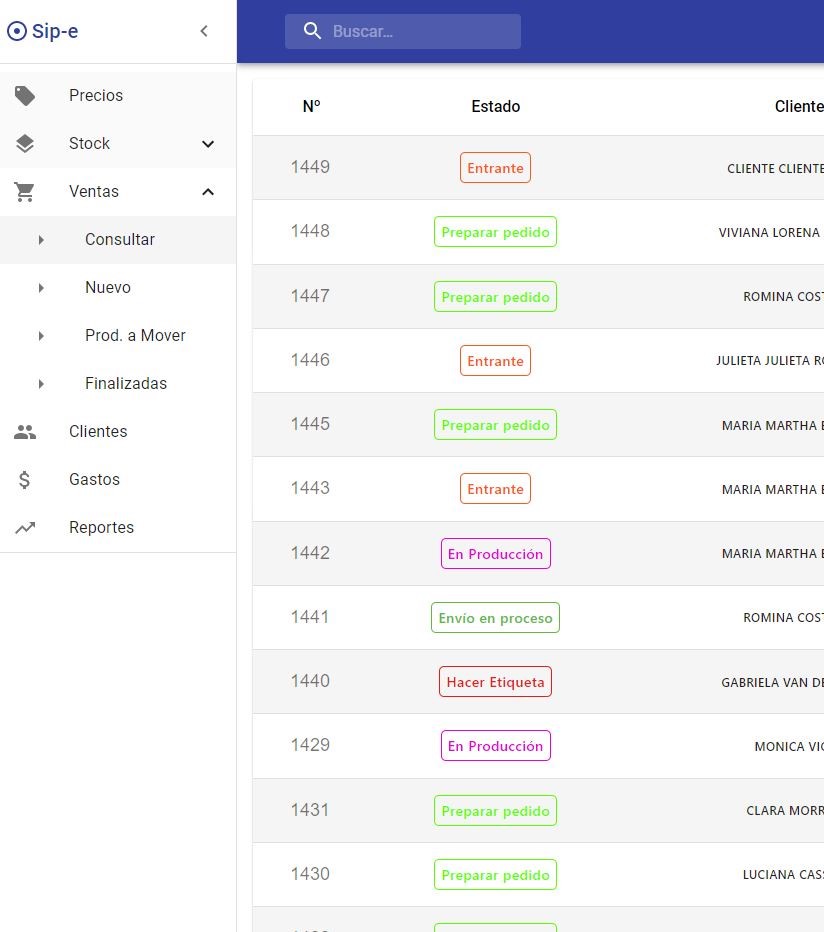 Sip-e
Buscar...
Precios
Stock
Ventas
Consultar
Nuevo
Prod. a Mover
Finalizadas
Clientes
Gastos
Reportes
Nº Estado Cliente
1449 Entrante CLIENTE CLIENTE
1448 Preparar pedido VIVIANA LORENA
1447 Preparar pedido ROMINA COST
1446 Entrante JULIETA JULIETA RO
1445 Preparar pedido MARIA MARTHA E
1443 Entrante MARIA MARTHA E
1442 En Producción MARIA MARTHA E
1441 Envío en proceso ROMINA COST
1440 Hacer Etiqueta GABRIELA VAN DE
1429 En Producción MONICA VIG
1431 Preparar pedido CLARA MORR
1430 Preparar pedido LUCIANA CASS